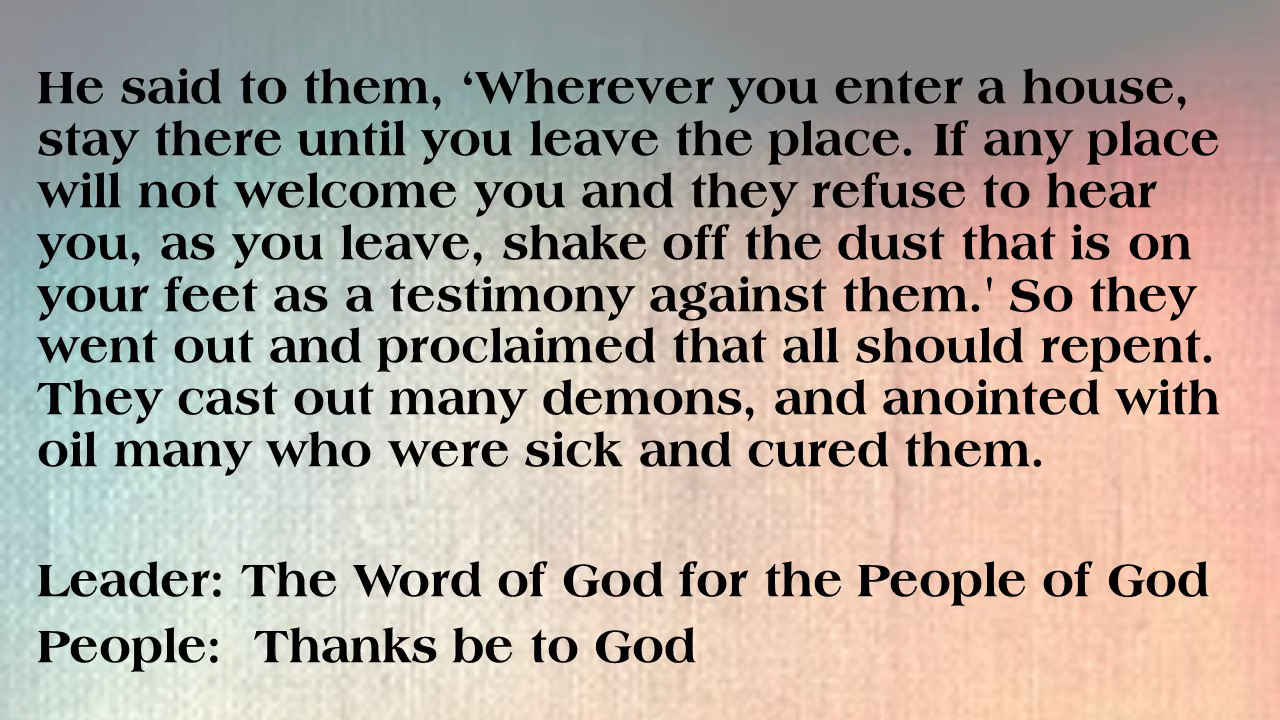 He said to them, ‘Wherever you enter a house,
stay there until you leave the place. If any place
will not welcome you and they refuse to hear
you, as you leave, shake off the dust that is on
your feet as a testimony against them.' So they
went out and proclaimed that all should repent.
They cast out many demons, and anointed with
oil many who were sick and cured them.
Leader: The Word of God for the People of God
People:  Thanks be to God